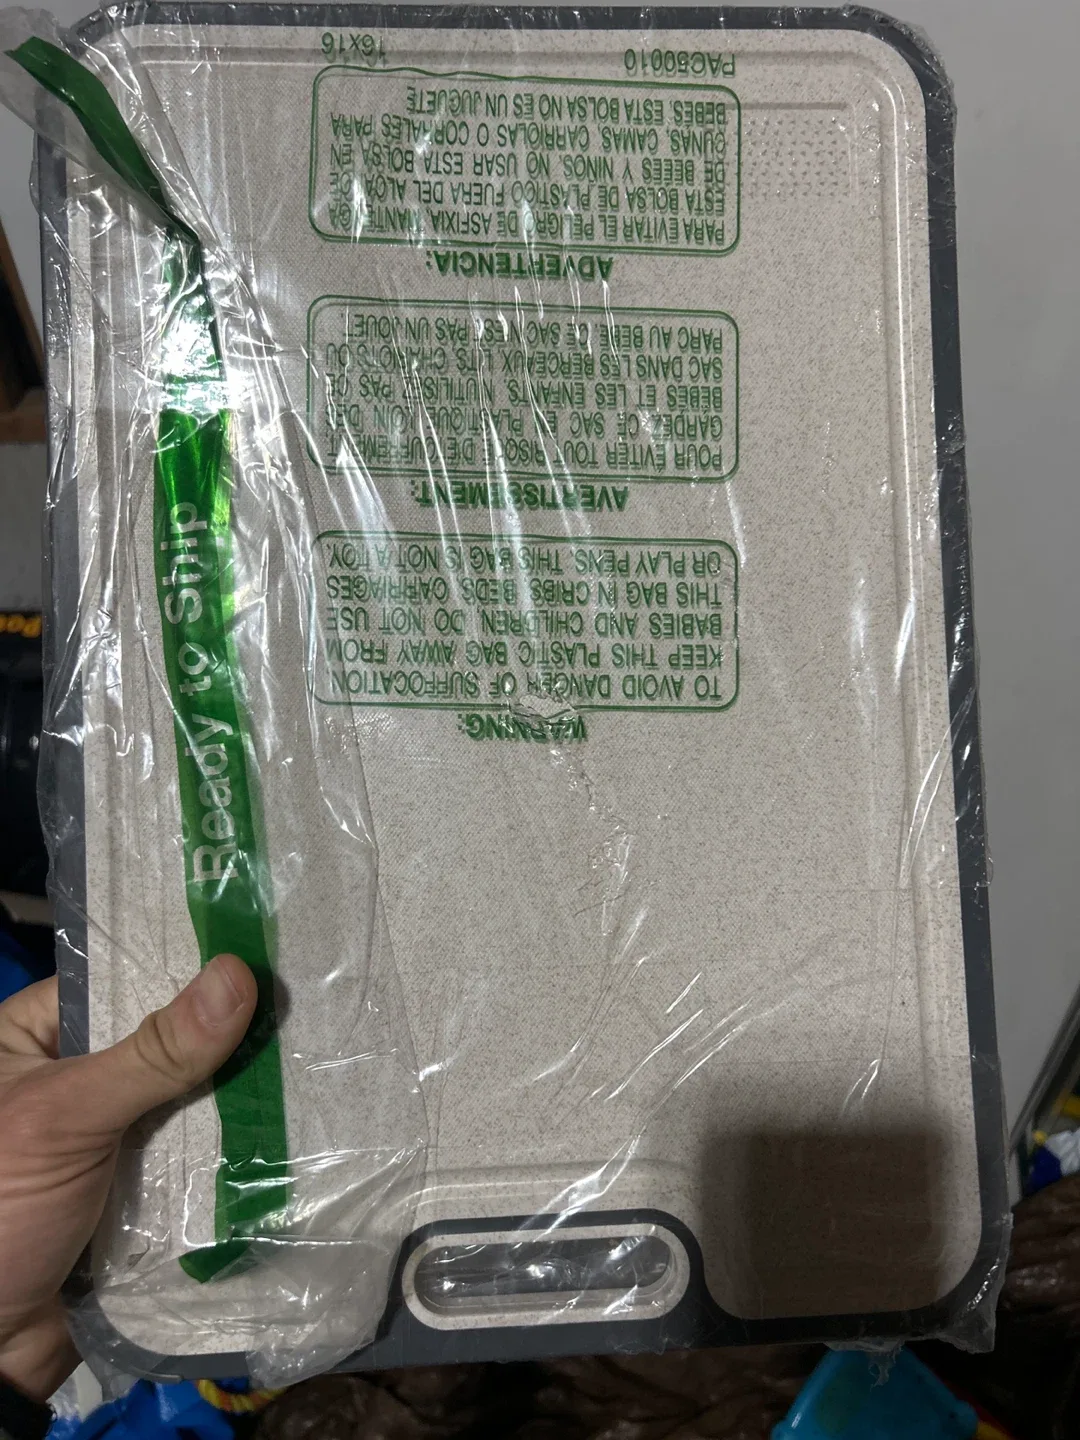 Ready to Ship
WARNING:
TO AVOID DANGER OF SUFFOCATION,
KEEP THIS PLASTIC BAG AWAY FROM
BABIES AND CHILDREN. DO NOT USE
THIS BAG IN CRIBS, BEDS, CARRIAGES
OR PLAY PENS. THIS BAG IS NOT A TOY.
AVERTISSEMENT:
POUR ÉVITER TOUT RISQUE
GARDEZ CE SAC EN PLASTIQUE LOIN DES
BÉBÉS ET LES ENFANTS. N'UTILISEZ PAS CE
SAC DANS LES BERCEAUX, LITS, CHARIOTS OU
PARC AU BÉBÉ. CE SAC N'EST PAS UN JOUET
ADVERTENCIA:
PARA EVITAR EL PELIGRO DE ASFIXIA, MANTENGA
ESTA BOLSA DE PLASTICO FUERA DEL
DE BEBES Y NINOS. NO USAR ESTA BOLSA EN
CUNAS, CAMAS, CARRIOLAS O CORRALES PARA
BEBES. ESTA BOLSA NO ES UN JUGUETE
PAC50010 16X16